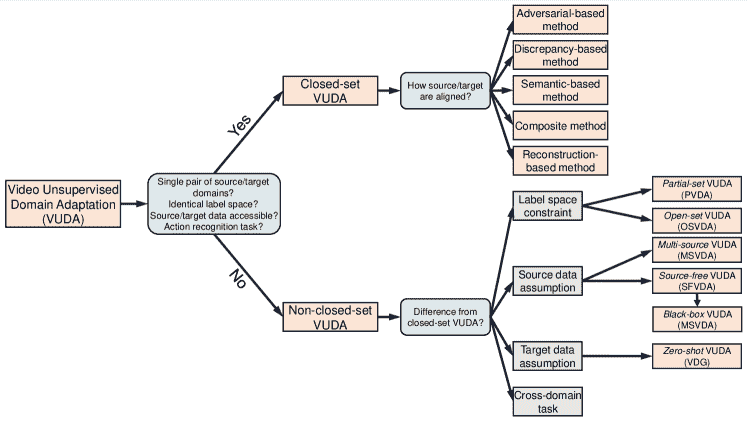 Video Unsupervised
Domain Adaptation
(VUDA)
Single pair of source/target
domains?
Identical label space?
Source/target data accessible?
Action recognition task?
Yes
No
Closed-set
VUDA
How source/target
are aligned?
Adversarial-based
method
Discrepancy-based
method
Semantic-based
method
Composite method
Reconstruction-
based method
Non-closed-set
VUDA
Difference from
closed-set VUDA?
Label space
constraint
Partial-set VUDA
(PVDA)
Open-set VUDA
(OSVDA)
Source data
assumption
Multi-source VUDA
(MSVDA)
Source-free VUDA
(SFVDA)
Black-box VUDA
(MSVDA)
Target data
assumption
Zero-shot VUDA
(VDG)
Cross-domain
task